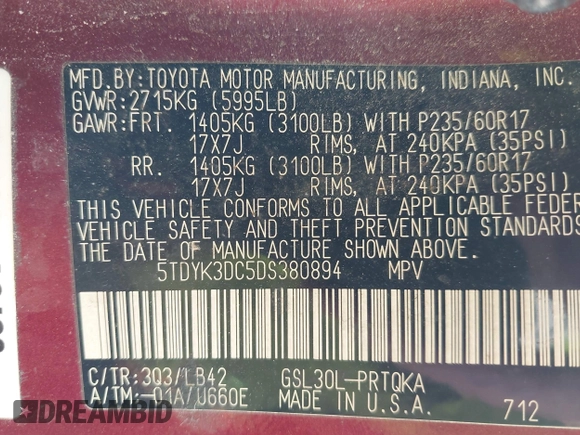 MFD.BY:TOYOTA MOTOR MANUFACTURING, INDIANA, INC.
GVWR:2715KG (5995LB)
GAWR:FRT. 1405KG (3100LB) WITH P235/60R17
17X7J RIMS, AT 240KPA (35PSI)
RR. 1405KG (3100LB) WITH P235/60R17
17X7J RIMS, AT 240KPA (35PSI)
THIS VEHICLE CONFORMS TO ALL APPLICABLE FEDER
VEHICLE SAFETY AND THEFT PREVENTION STANDARDS
THE DATE OF MANUFACTURE SHOWN ABOVE.
5TDYK3DC5DS380894 MPV
C/TR:3Q3/LB42 GSL30L-PRTQKA
A/TM:-01A/U660E MADE IN U.S.A. 712
DREAMBID.COM